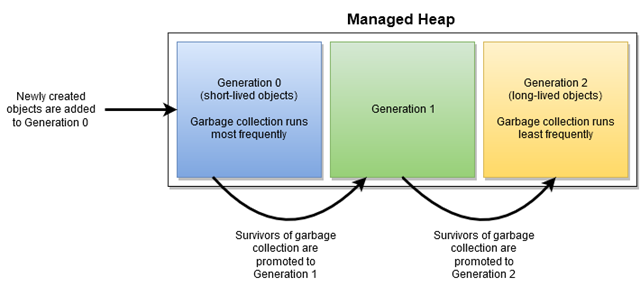 Managed Heap
Newly created
objects are added
to Generation 0
Generation 0
(short-lived objects)
Garbage collection runs
most frequently
Generation 1
Generation 2
(long-lived objects)
Garbage collection runs
least frequently
Survivors of garbage
collection are
promoted to
Generation 1
Survivors of garbage
collection are
promoted to
Generation 2